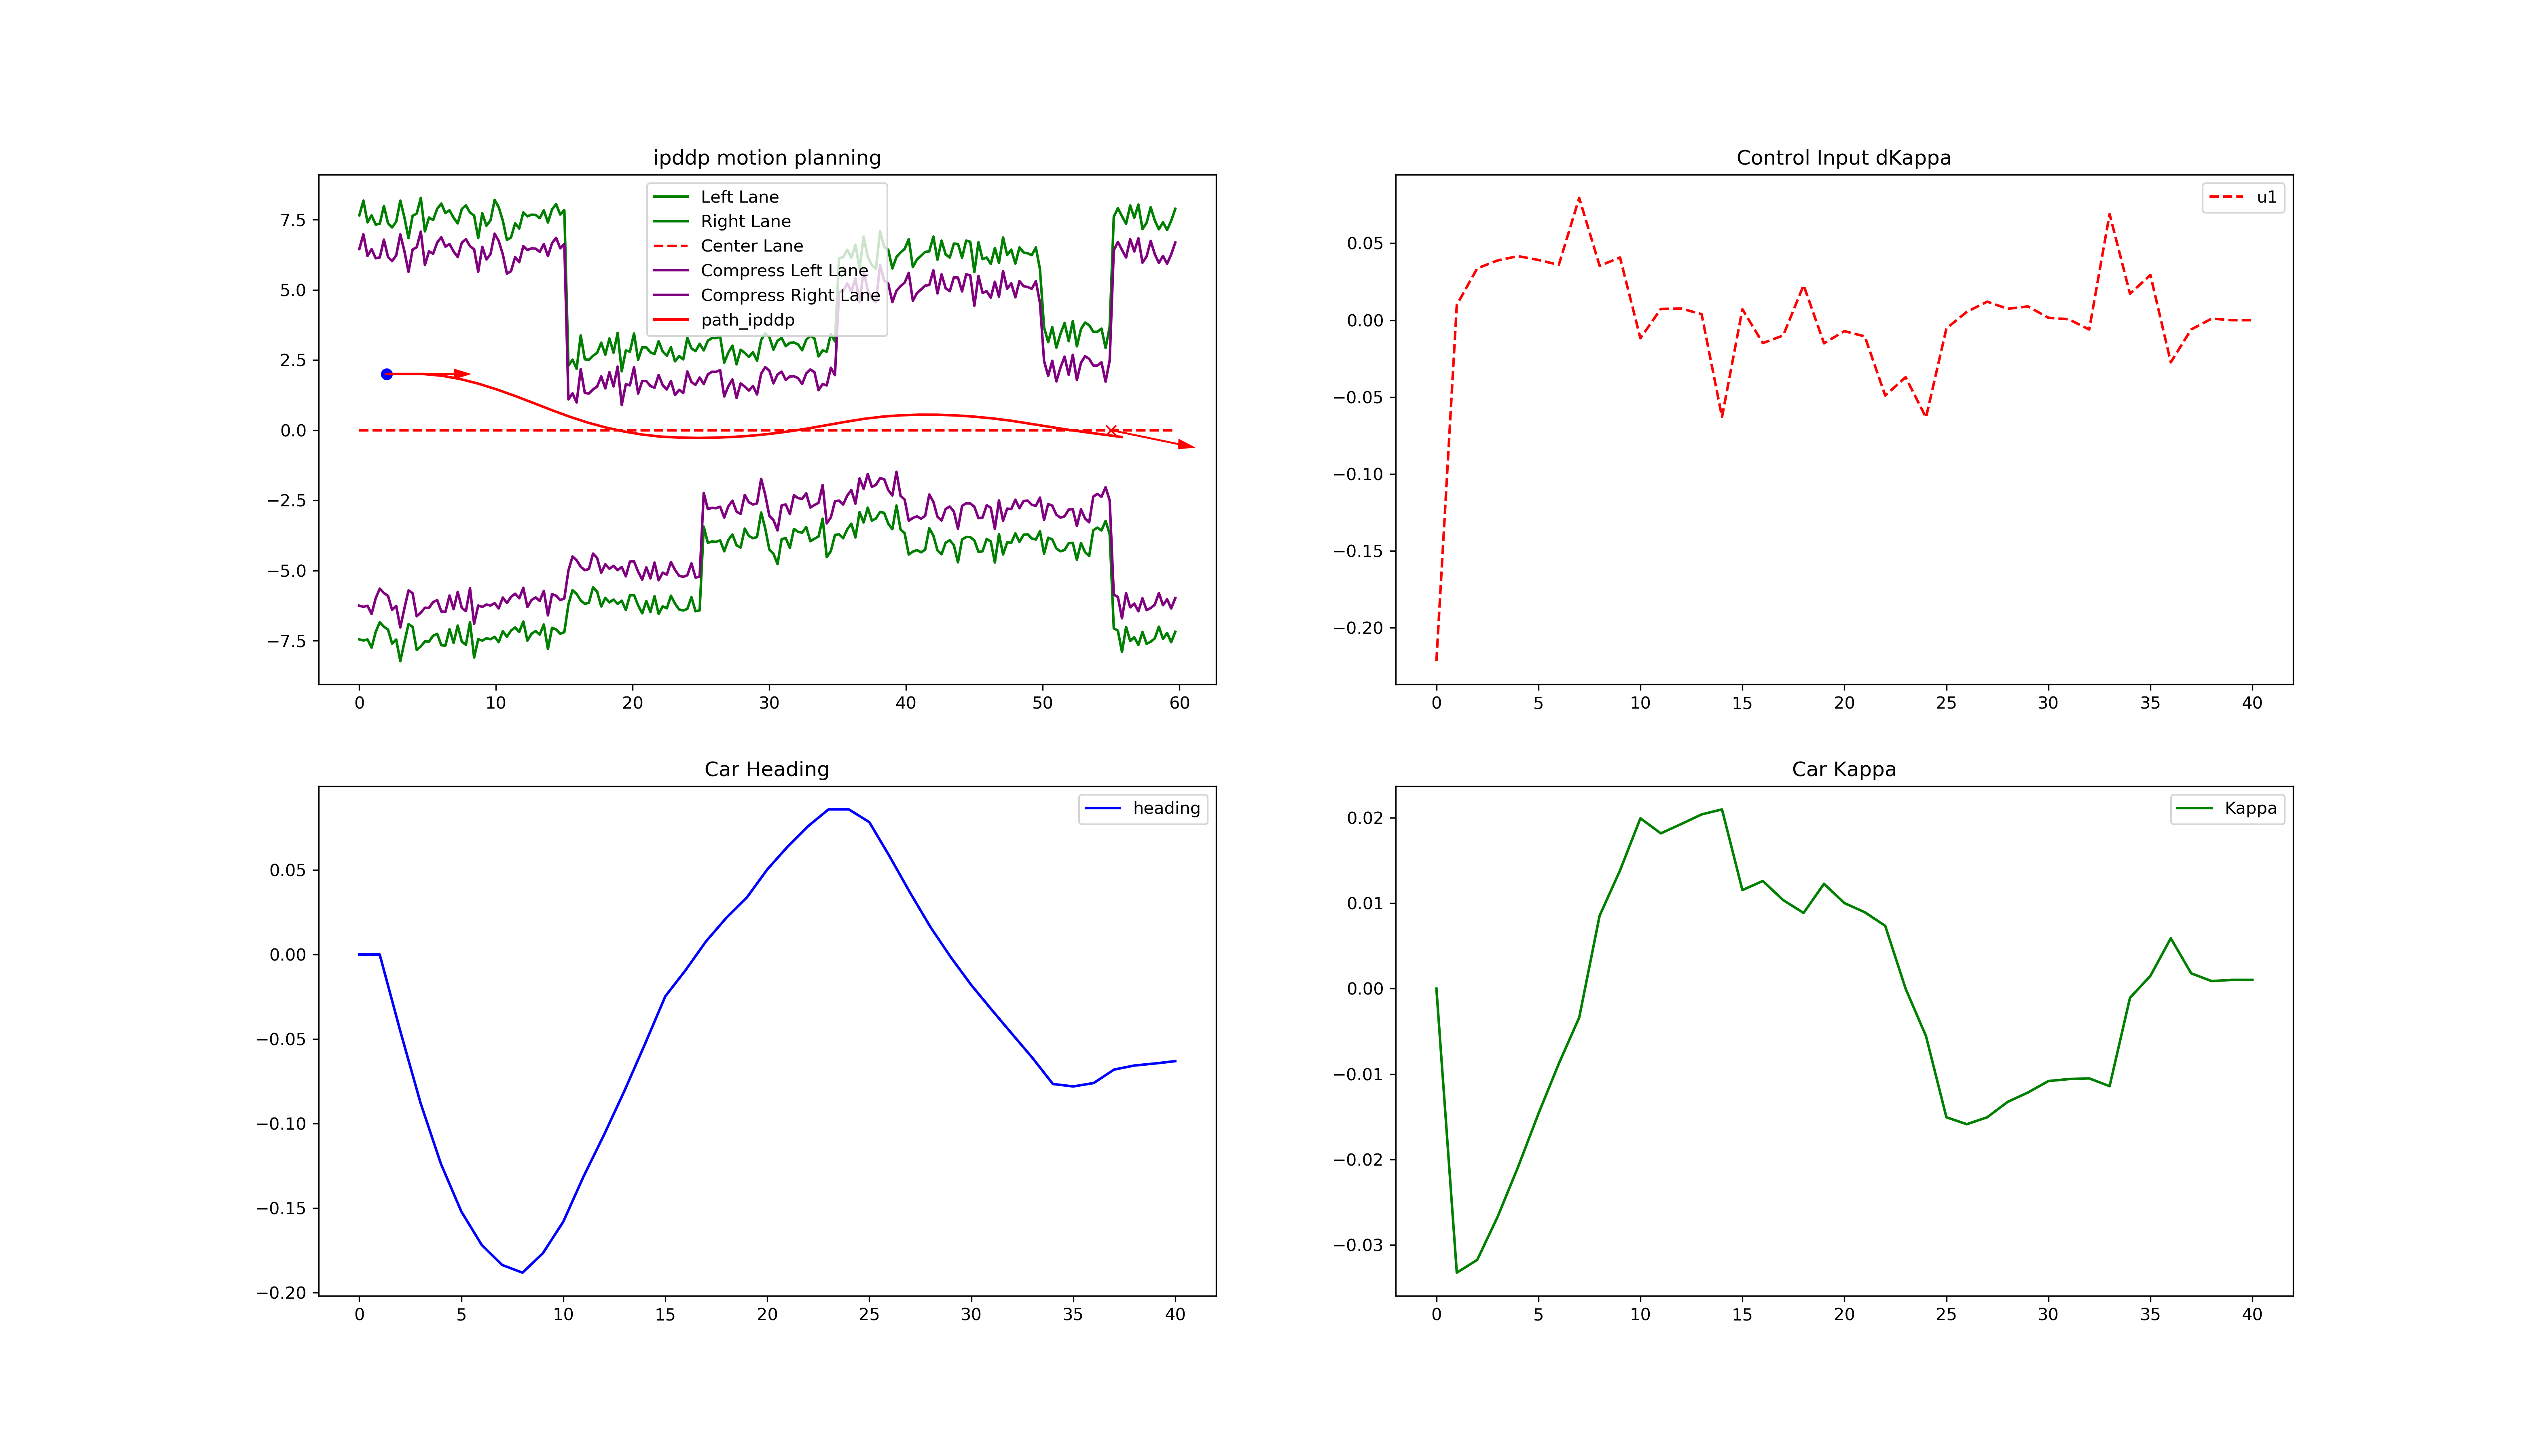 ipddp motion planning
Left Lane
Right Lane
Center Lane
Compress Left Lane
Compress Right Lane
path_ipddp
7.5
5.0
2.5
0.0
−2.5
−5.0
−7.5
0 10 20 30 40 50 60
Control Input dKappa
u1
0.05
0.00
−0.05
−0.10
−0.15
−0.20
0 5 10 15 20 25 30 35 40
Car Heading
heading
0.05
0.00
−0.05
−0.10
−0.15
−0.20
0 5 10 15 20 25 30 35 40
Car Kappa
Kappa
0.02
0.01
0.00
−0.01
−0.02
−0.03
0 5 10 15 20 25 30 35 40